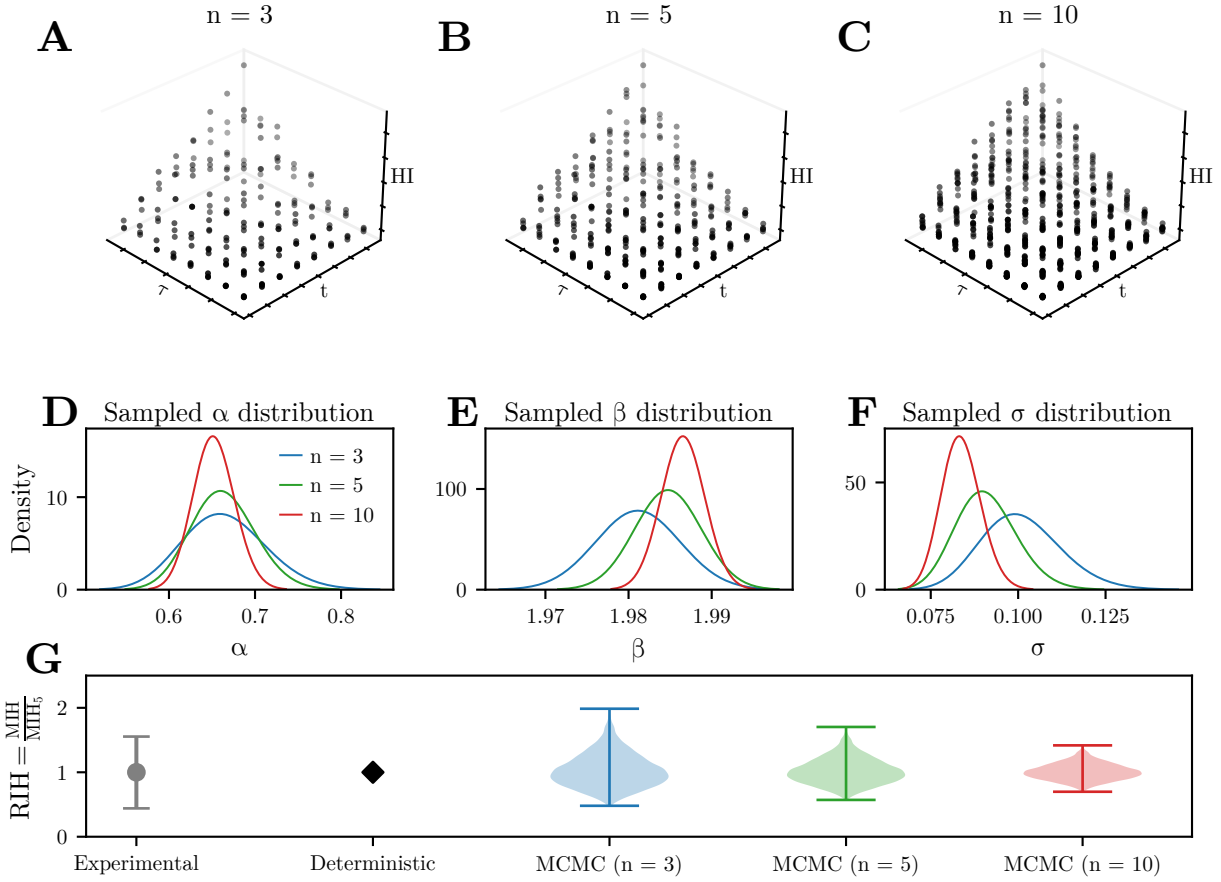 A
n = 3
HI
τ
t
B
n = 5
HI
τ
t
C
n = 10
HI
τ
t
D
Sampled α distribution
Density
10
0
n = 3
n = 5
n = 10
0.6
0.7
0.8
α
E
Sampled β distribution
100
0
1.97
1.98
1.99
β
F
Sampled σ distribution
50
0
0.075
0.100
0.125
σ
G
RIH = MIH/MIH₅
2
1
0
Experimental
Deterministic
MCMC (n = 3)
MCMC (n = 5)
MCMC (n = 10)